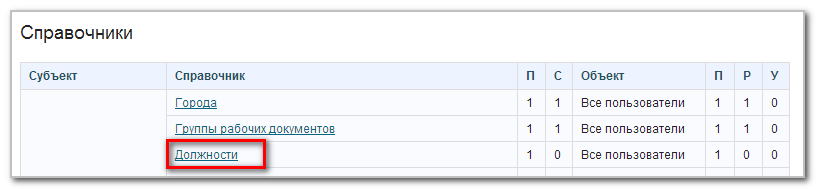 Справочники
Субъект Справочник П С Объект П Р У
Города 1 1 Все пользователи 1 1 0
Группы рабочих документов 1 1 Все пользователи 1 1 0
Должности 1 0 Все пользователи 1 0 0